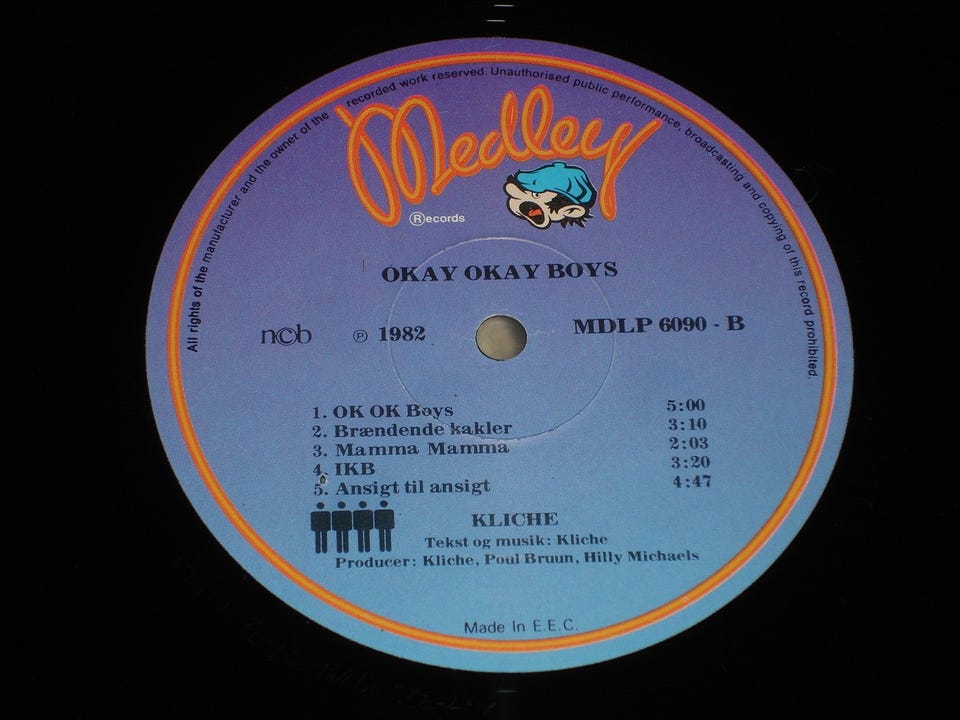 All rights of the manufacturer and the owner of the recorded work reserved. Unauthorised public performance, broadcasting and copying of this record prohibited.
Medley
Ⓡecords
OKAY OKAY BOYS
ncb ℗ 1982 MDLP 6090 - B
1. OK OK Boys 5:00
2. Brændende kakler 3:10
3. Mamma Mamma 2:03
4. IKB 3:20
5. Ansigt til ansigt 4:47
KLICHE
Tekst og musik: Kliche
Producer: Kliche, Poul Bruun, Hilly Michaels
Made In E.E.C.